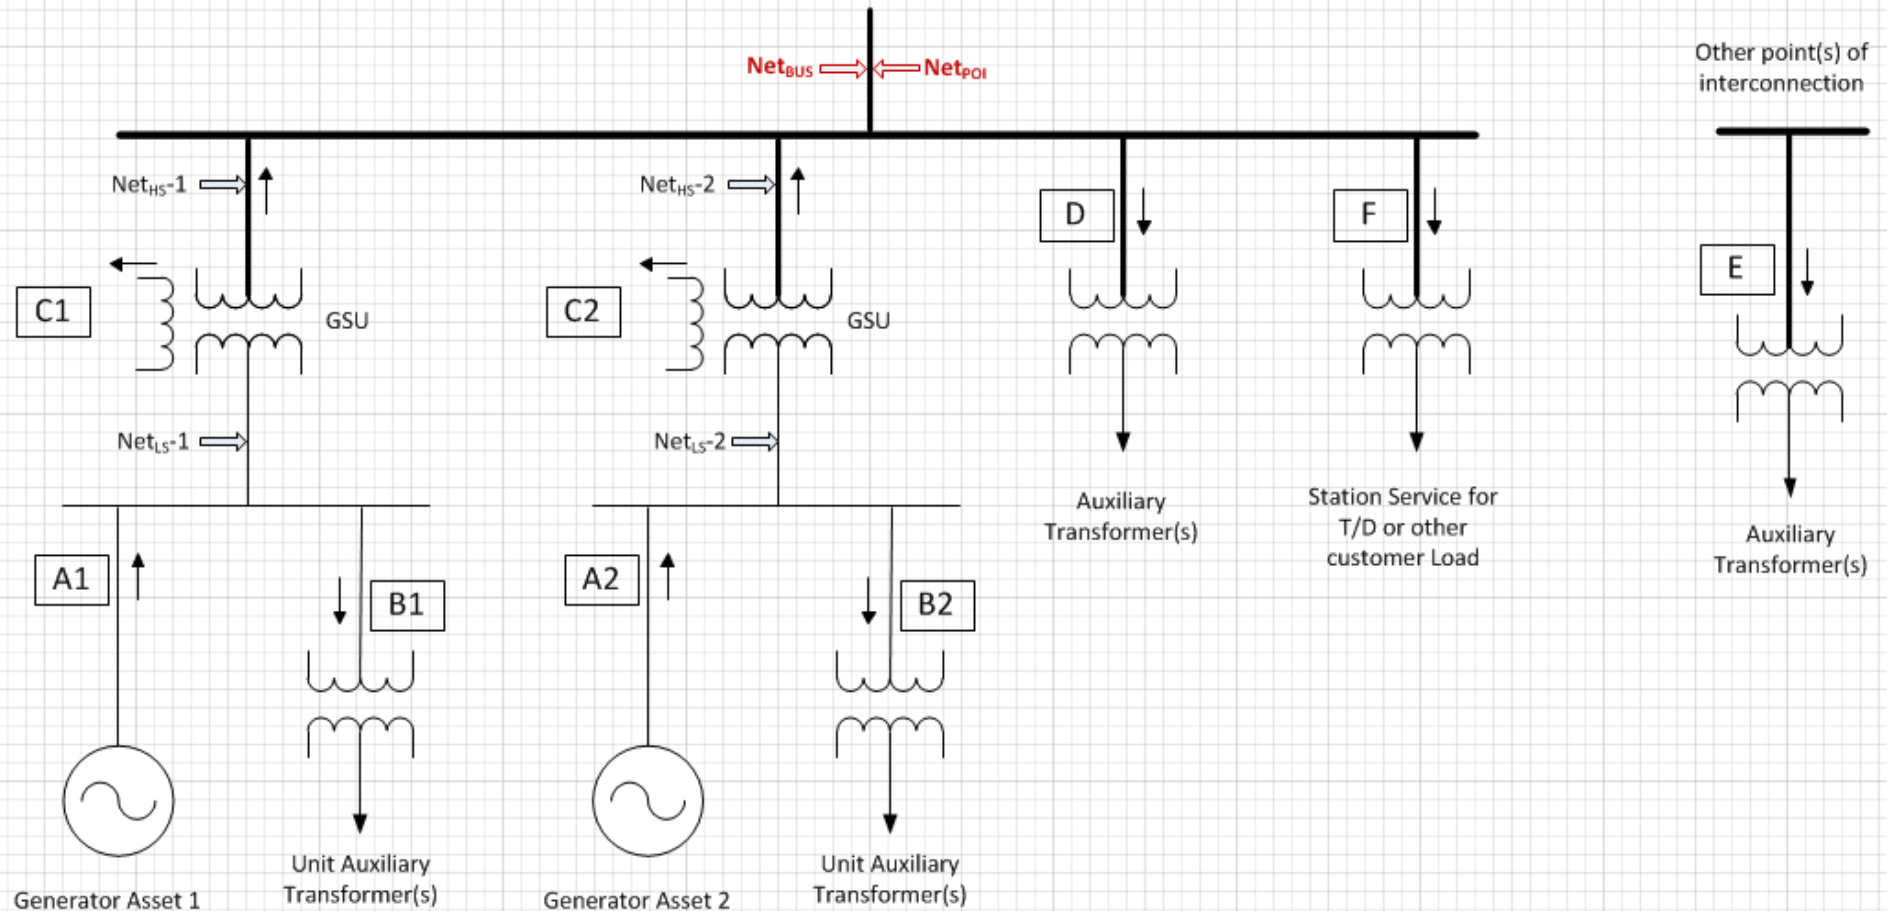 Net_BUS
Net_POI
Other point(s) of
interconnection
Net_HS-1
Net_HS-2
D
F
E
C1
GSU
C2
GSU
Net_LS-1
Net_LS-2
Auxiliary
Transformer(s)
Station Service for
T/D or other
customer Load
Auxiliary
Transformer(s)
A1
B1
A2
B2
Unit Auxiliary
Transformer(s)
Unit Auxiliary
Transformer(s)
Generator Asset 1
Generator Asset 2